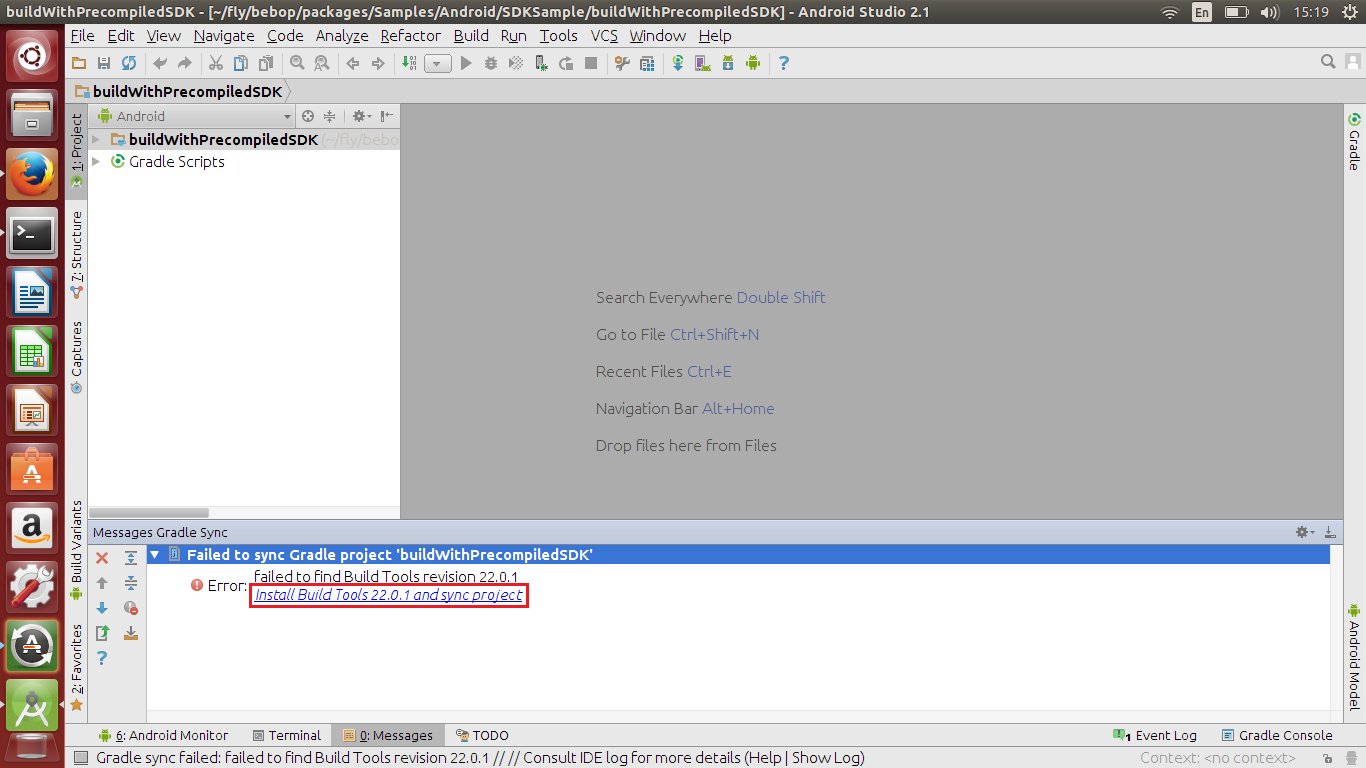 buildWithPrecompiledSDK - [~/fly/bebop/packages/Samples/Android/SDKSample/buildWithPrecompiledSDK] - Android Studio 2.1
En
15:19
File Edit View Navigate Code Analyze Refactor Build Run Tools VCS Window Help
buildWithPrecompiledSDK
Android
buildWithPrecompiledSDK (~/fly/bebo
Gradle Scripts
1: Project
7: Structure
Captures
Build Variants
2: Favorites
Gradle
Android Model
Search Everywhere Double Shift
Go to File Ctrl+Shift+N
Recent Files Ctrl+E
Navigation Bar Alt+Home
Drop files here from Files
Messages Gradle Sync
Failed to sync Gradle project 'buildWithPrecompiledSDK'
Error:
failed to find Build Tools revision 22.0.1
Install Build Tools 22.0.1 and sync project
6: Android Monitor
Terminal
0: Messages
TODO
1 Event Log
Gradle Console
Gradle sync failed: failed to find Build Tools revision 22.0.1 // // Consult IDE log for more details (Help | Show Log)
Context: <no context>